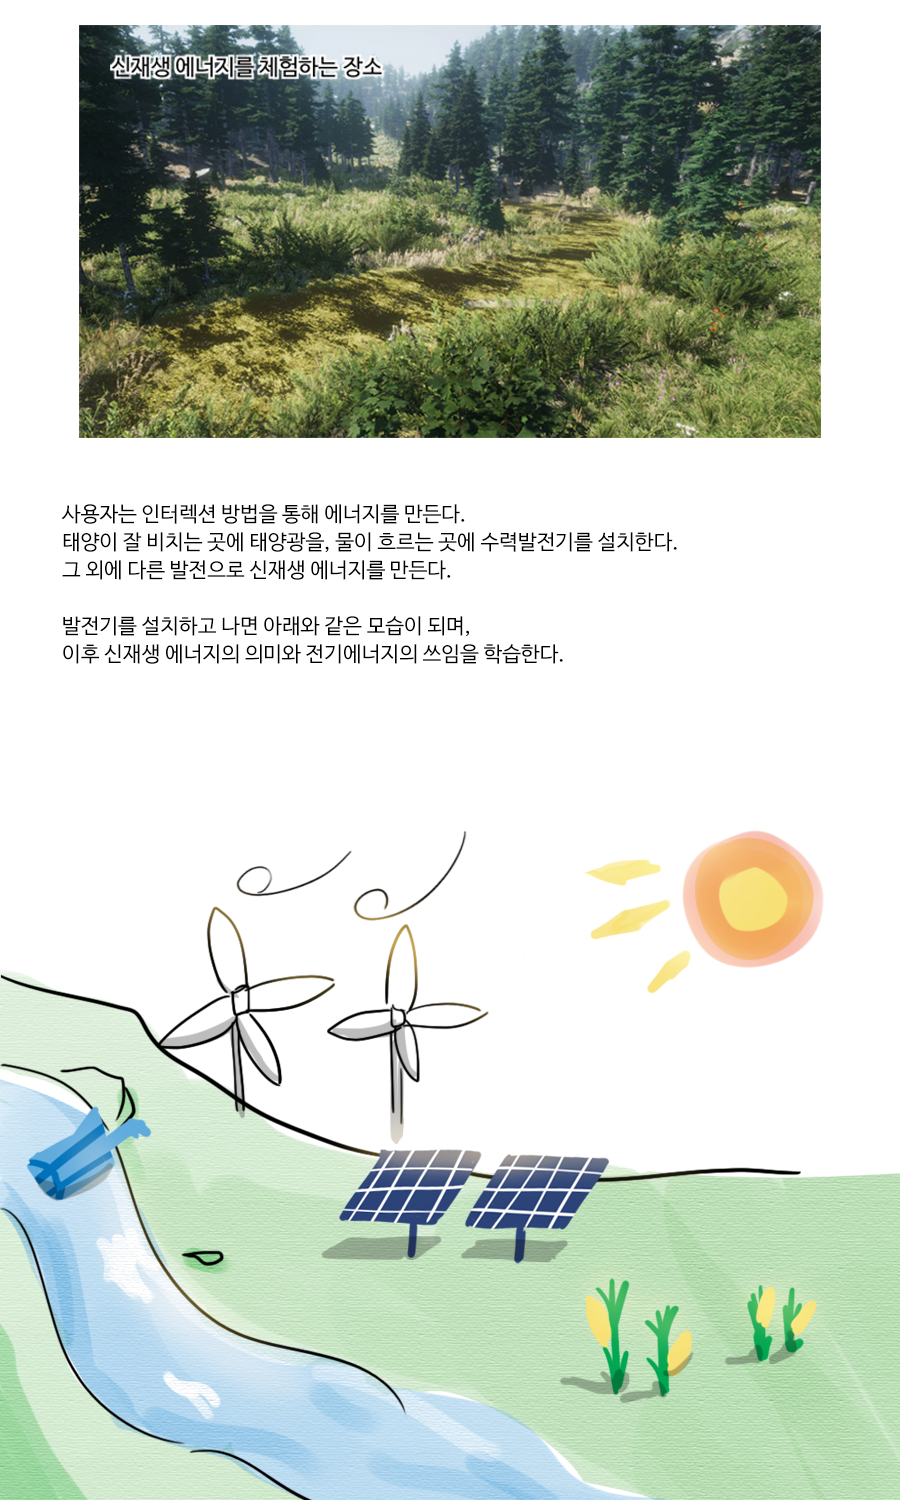 신재생 에너지를 체험하는 장소
사용자는 인터렉션 방법을 통해 에너지를 만든다.
태양이 잘 비치는 곳에 태양광을, 물이 흐르는 곳에 수력발전기를 설치한다.
그 외에 다른 발전으로 신재생 에너지를 만든다.
발전기를 설치하고 나면 아래와 같은 모습이 되며,
이후 신재생 에너지의 의미와 전기에너지의 쓰임을 학습한다.